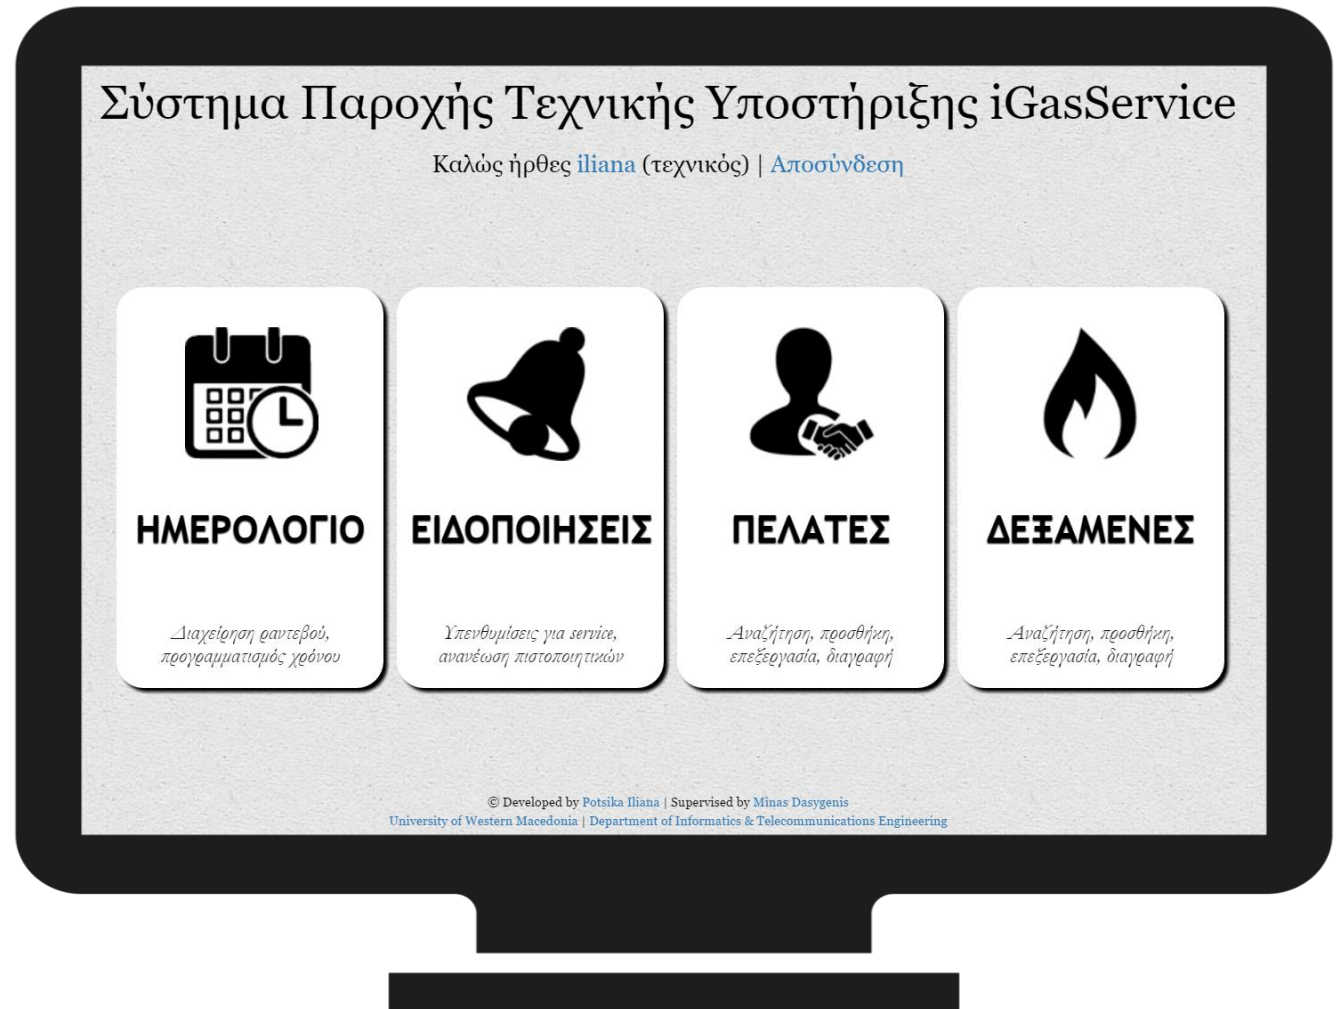 Σύστημα Παροχής Τεχνικής Υποστήριξης iGasService
Καλώς ήρθες iliana (τεχνικός) | Αποσύνδεση
ΗΜΕΡΟΛΟΓΙΟ
Διαχείρηση ραντεβού,
προγραμματισμός χρόνου
ΕΙΔΟΠΟΙΗΣΕΙΣ
Υπενθυμίσεις για service,
ανανέωση πιστοποιητικών
ΠΕΛΑΤΕΣ
Αναζήτηση, προσθήκη,
επεξεργασία, διαγραφή
ΔΕΞΑΜΕΝΕΣ
Αναζήτηση, προσθήκη,
επεξεργασία, διαγραφή
© Developed by Potsika Iliana | Supervised by Minas Dasygenis
University of Western Macedonia | Department of Informatics & Telecommunications Engineering